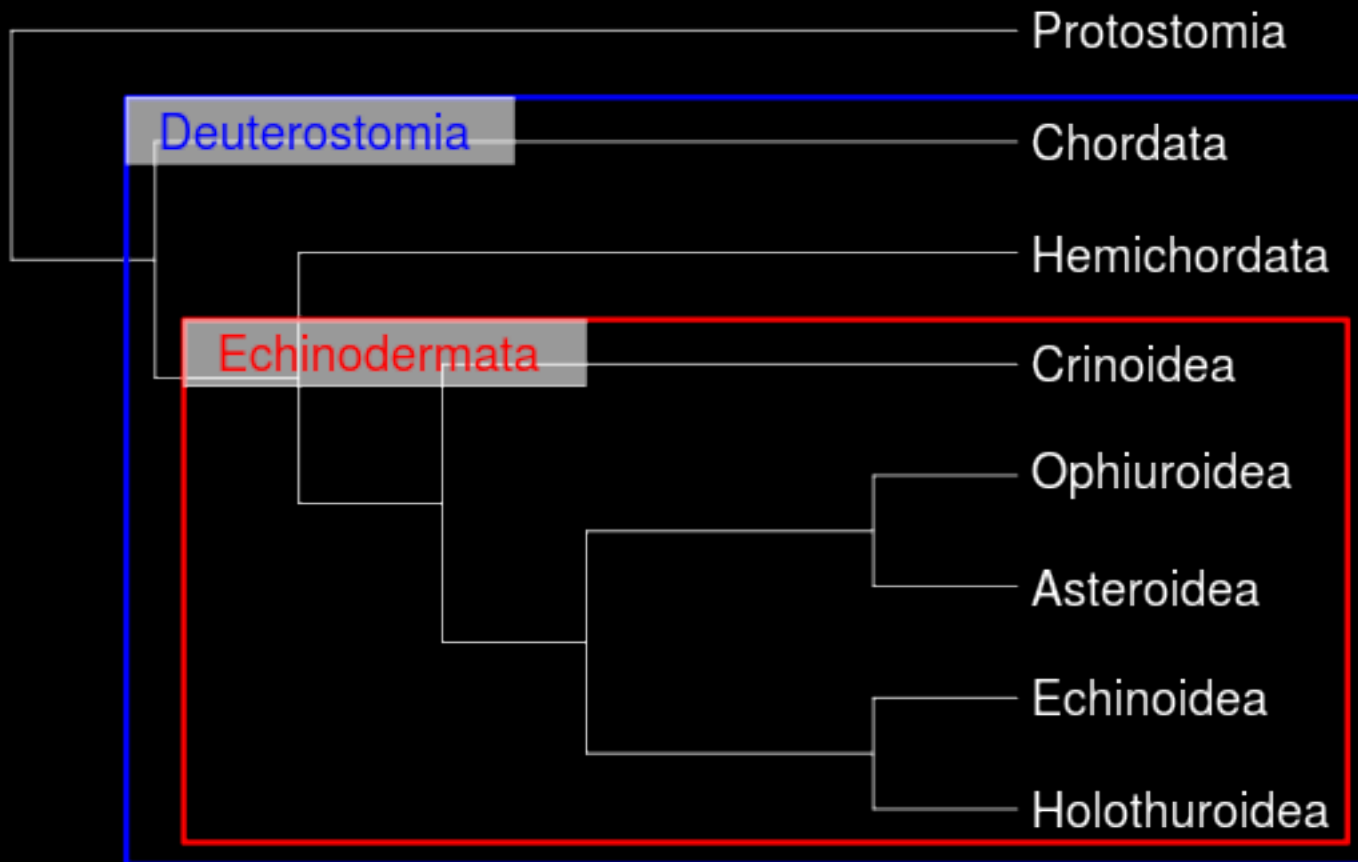 Protostomia
Deuterostomia
Chordata
Hemichordata
Echinodermata
Crinoidea
Ophiuroidea
Asteroidea
Echinoidea
Holothuroidea